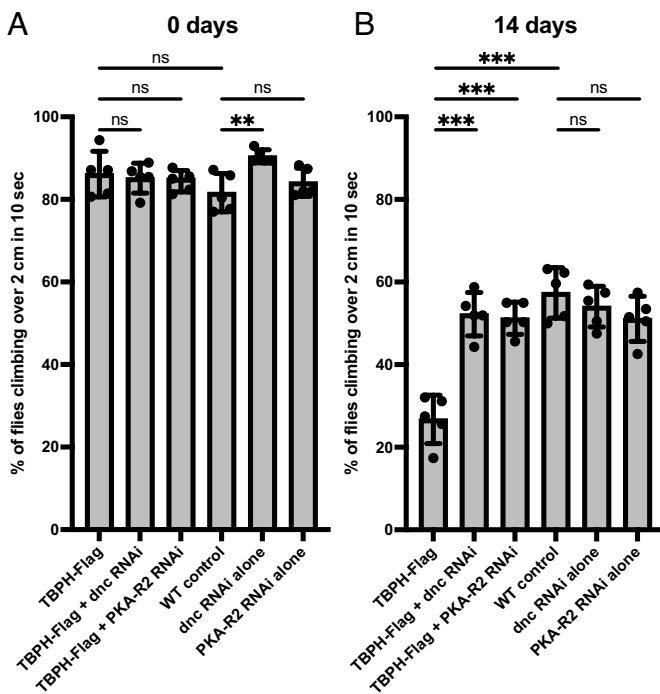 A
0 days
ns
ns
ns
ns
**
% of flies climbing over 2 cm in 10 sec
100
80
60
40
20
0
TBPH-Flag
TBPH-Flag + dnc RNAi
TBPH-Flag + PKA-R2 RNAi
WT control
dnc RNAi alone
PKA-R2 RNAi alone
B
14 days
***
***
ns
***
ns
% of flies climbing over 2 cm in 10 sec
100
80
60
40
20
0
TBPH-Flag
TBPH-Flag + dnc RNAi
TBPH-Flag + PKA-R2 RNAi
WT control
dnc RNAi alone
PKA-R2 RNAi alone